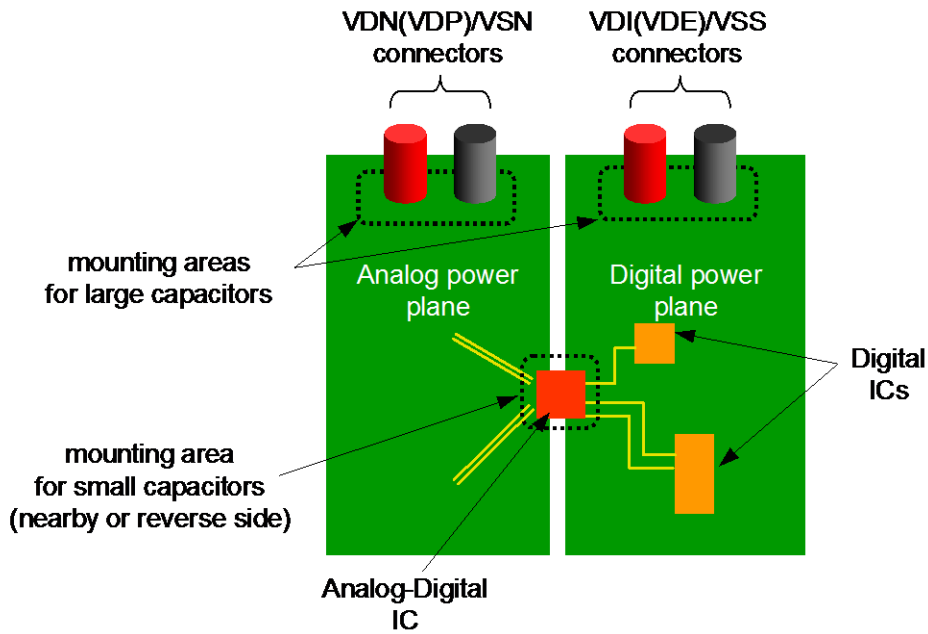 VDN(VDP)/VSN
connectors
VDI(VDE)/VSS
connectors
mounting areas
for large capacitors
Analog power
plane
Digital power
plane
Digital
ICs
mounting area
for small capacitors
(nearby or reverse side)
Analog-Digital
IC